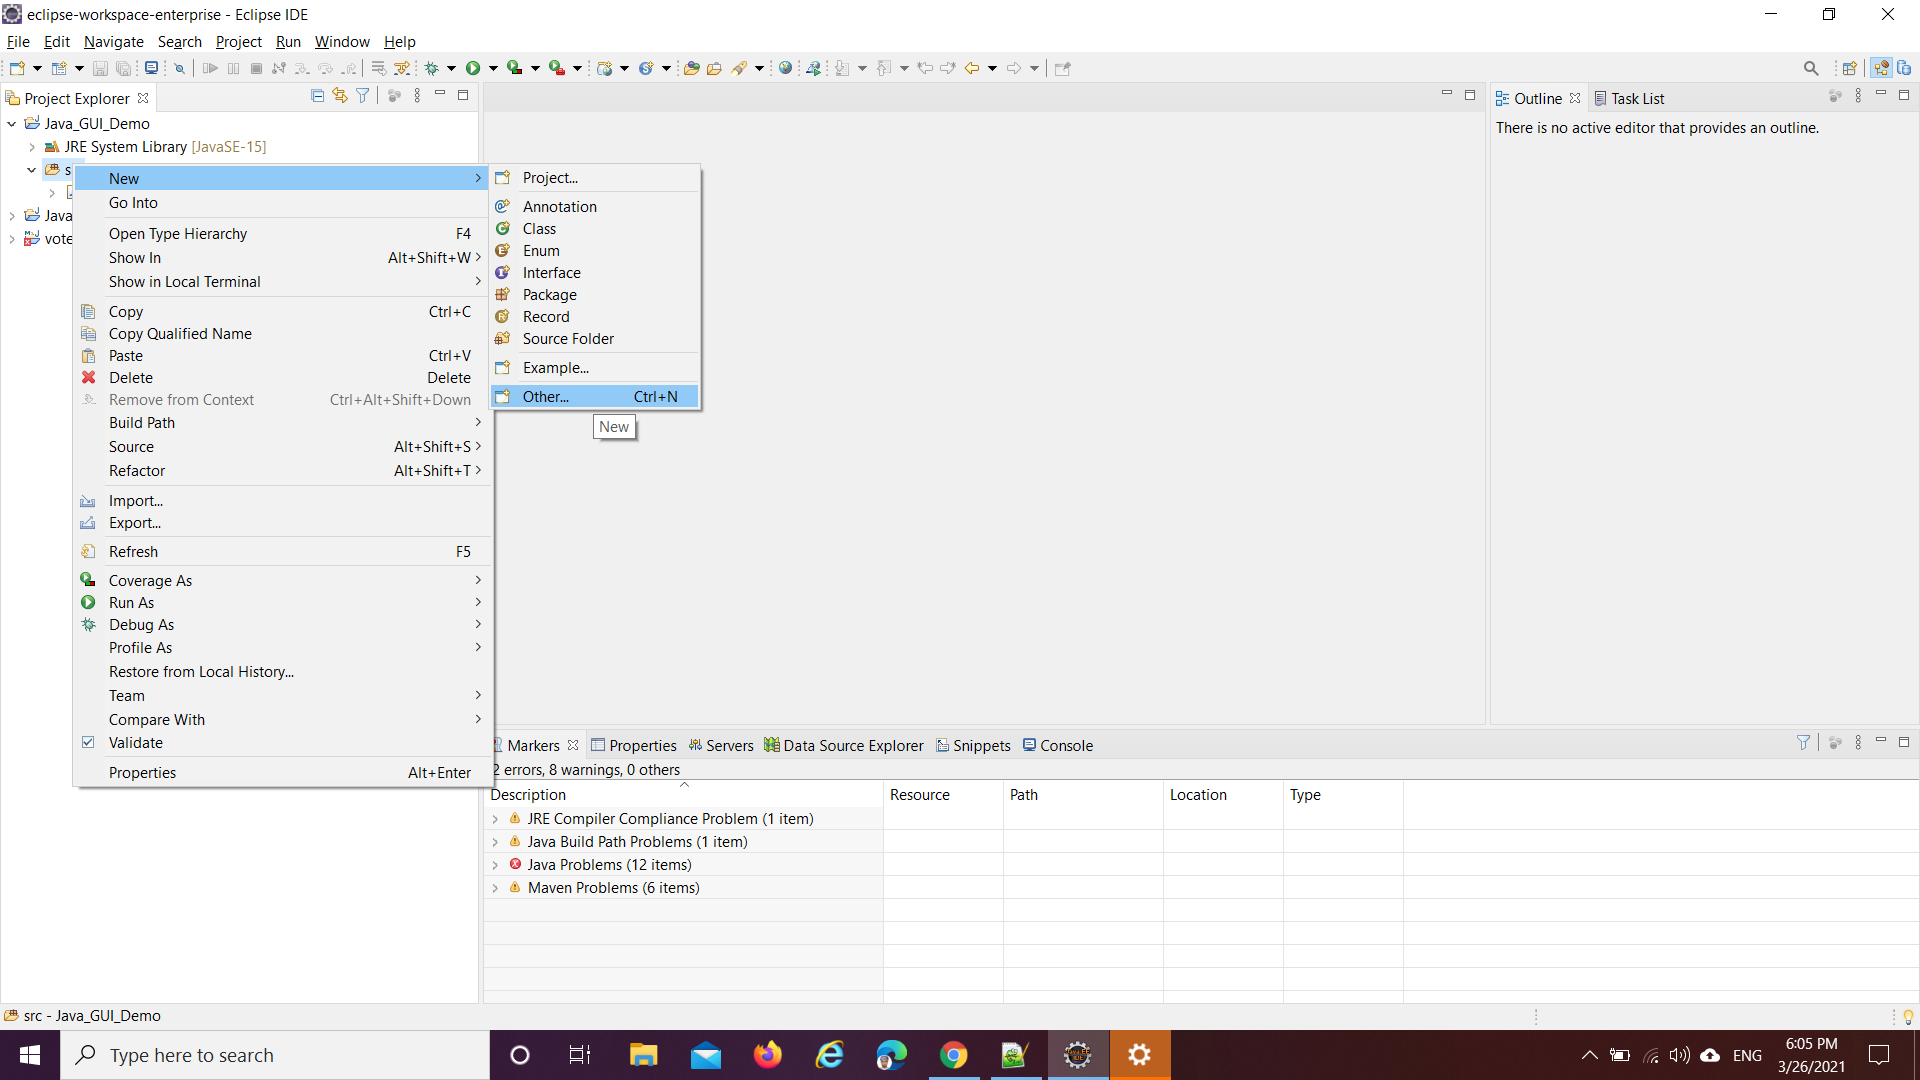 eclipse-workspace-enterprise - Eclipse IDE
File Edit Navigate Search Project Run Window Help
Project Explorer
Java_GUI_Demo
JRE System Library [JavaSE-15]
s
Java
vote
New
Go Into
Open Type Hierarchy F4
Show In Alt+Shift+W
Show in Local Terminal
Copy Ctrl+C
Copy Qualified Name
Paste Ctrl+V
Delete Delete
Remove from Context Ctrl+Alt+Shift+Down
Build Path
Source Alt+Shift+S
Refactor Alt+Shift+T
Import...
Export...
Refresh F5
Coverage As
Run As
Debug As
Profile As
Restore from Local History...
Team
Compare With
Validate
Properties Alt+Enter
Project...
Annotation
Class
Enum
Interface
Package
Record
Source Folder
Example...
Other... Ctrl+N
New
Outline Task List
There is no active editor that provides an outline.
Markers Properties Servers Data Source Explorer Snippets Console
2 errors, 8 warnings, 0 others
Description Resource Path Location Type
JRE Compiler Compliance Problem (1 item)
Java Build Path Problems (1 item)
Java Problems (12 items)
Maven Problems (6 items)
src - Java_GUI_Demo
Type here to search
ENG
6:05 PM
3/26/2021